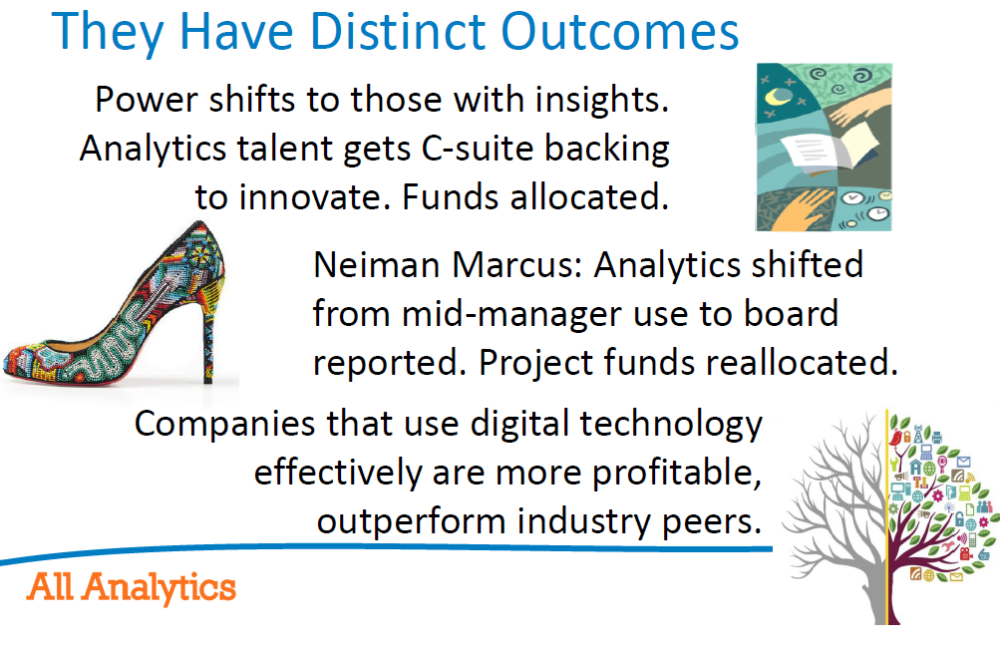 They Have Distinct Outcomes
Power shifts to those with insights.
Analytics talent gets C-suite backing
to innovate. Funds allocated.
Neiman Marcus: Analytics shifted
from mid-manager use to board
reported. Project funds reallocated.
Companies that use digital technology
effectively are more profitable,
outperform industry peers.
All Analytics